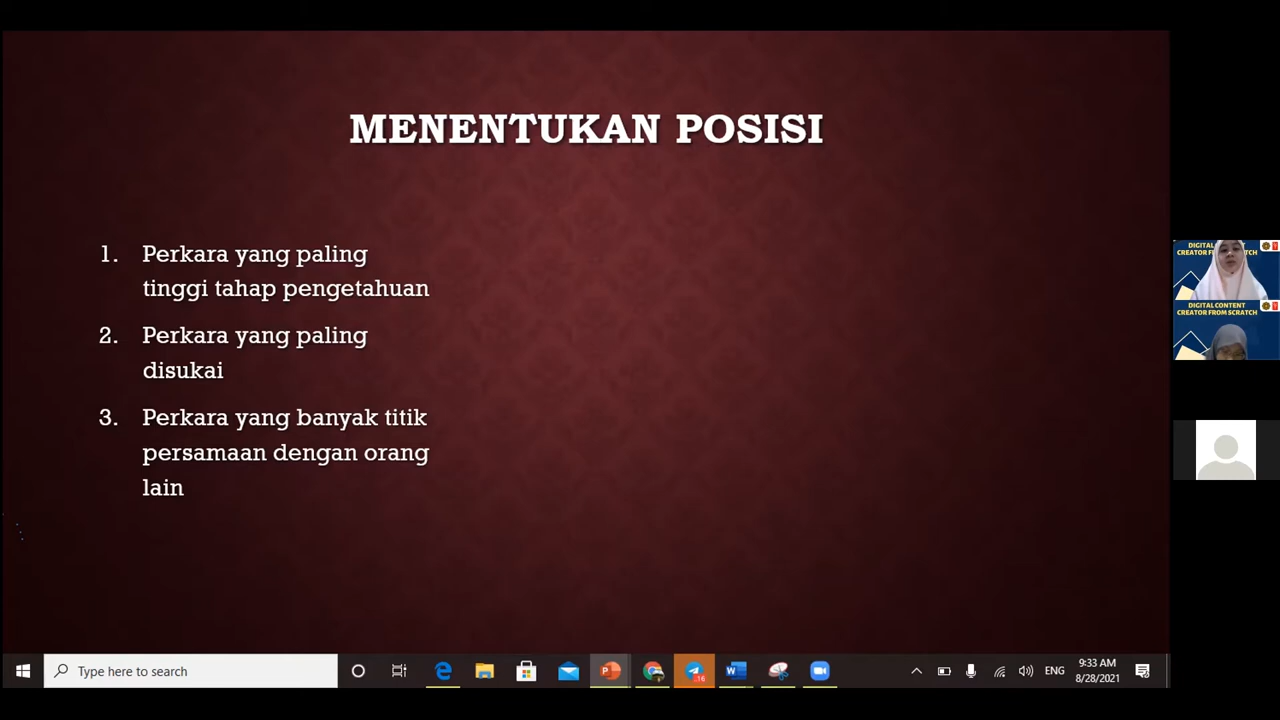 MENENTUKAN POSISI
1. Perkara yang paling
tinggi tahap pengetahuan
2. Perkara yang paling
disukai
3. Perkara yang banyak titik
persamaan dengan orang
lain
DIGITAL CONTENT
CREATOR FROM SCRATCH
Type here to search
16
ENG
9:33 AM
8/28/2021